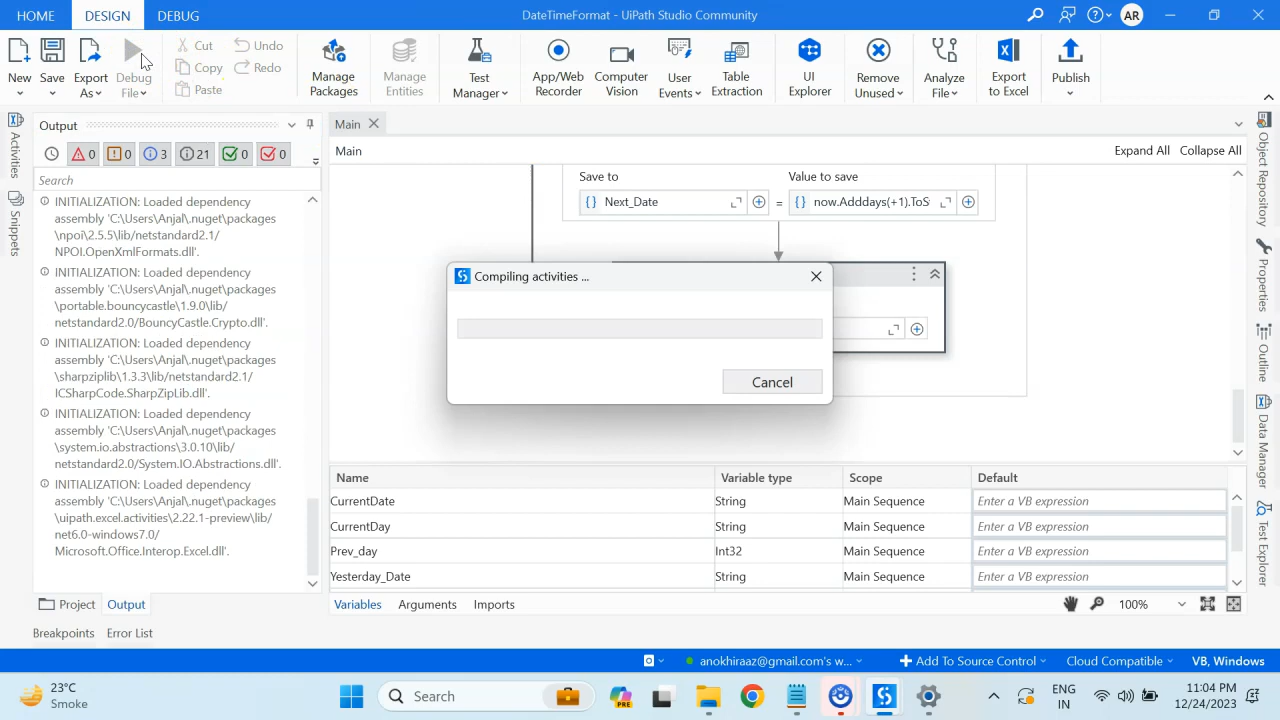 HOME DESIGN DEBUG DateTimeFormat - UiPath Studio Community AR
New Save Export As Debug File Cut Copy Paste Undo Redo Manage Packages Manage Entities Test Manager App/Web Recorder Computer Vision User Events Table Extraction UI Explorer Remove Unused Analyze File Export to Excel Publish
Activities
Snippets
Output
0 0 3 21 0 0
Search
INITIALIZATION: Loaded dependency
assembly 'C:\Users\Anjal\.nuget\packages
\npoi\2.5.5\lib/netstandard2.1/
NPOI.OpenXmlFormats.dll'.
INITIALIZATION: Loaded dependency
assembly 'C:\Users\Anjal\.nuget\packages
\portable.bouncycastle\1.9.0\lib/
netstandard2.0/BouncyCastle.Crypto.dll'.
INITIALIZATION: Loaded dependency
assembly 'C:\Users\Anjal\.nuget\packages
\sharpziplib\1.3.3\lib/netstandard2.1/
ICSharpCode.SharpZipLib.dll'.
INITIALIZATION: Loaded dependency
assembly 'C:\Users\Anjal\.nuget\packages
\system.io.abstractions\3.0.10\lib/
netstandard2.0/System.IO.Abstractions.dll'.
INITIALIZATION: Loaded dependency
assembly 'C:\Users\Anjal\.nuget\packages
\uipath.excel.activities\2.22.1-preview\lib/
net6.0-windows7.0/
Microsoft.Office.Interop.Excel.dll'.
Project Output
Breakpoints Error List
Main
Main Expand All Collapse All
Save to Value to save
Next_Date = now.Adddays(+1).ToS
Compiling activities ...
Cancel
Name Variable type Scope Default
CurrentDate String Main Sequence Enter a VB expression
CurrentDay String Main Sequence Enter a VB expression
Prev_day Int32 Main Sequence Enter a VB expression
Yesterday_Date String Main Sequence Enter a VB expression
Variables Arguments Imports 100%
Object Repository
Properties
Outline
Data Manager
Test Explorer
anokhiraaz@gmail.com's w... Add To Source Control Cloud Compatible VB, Windows
23°C
Smoke
Search
PRE
ENG
IN
11:04 PM
12/24/2023